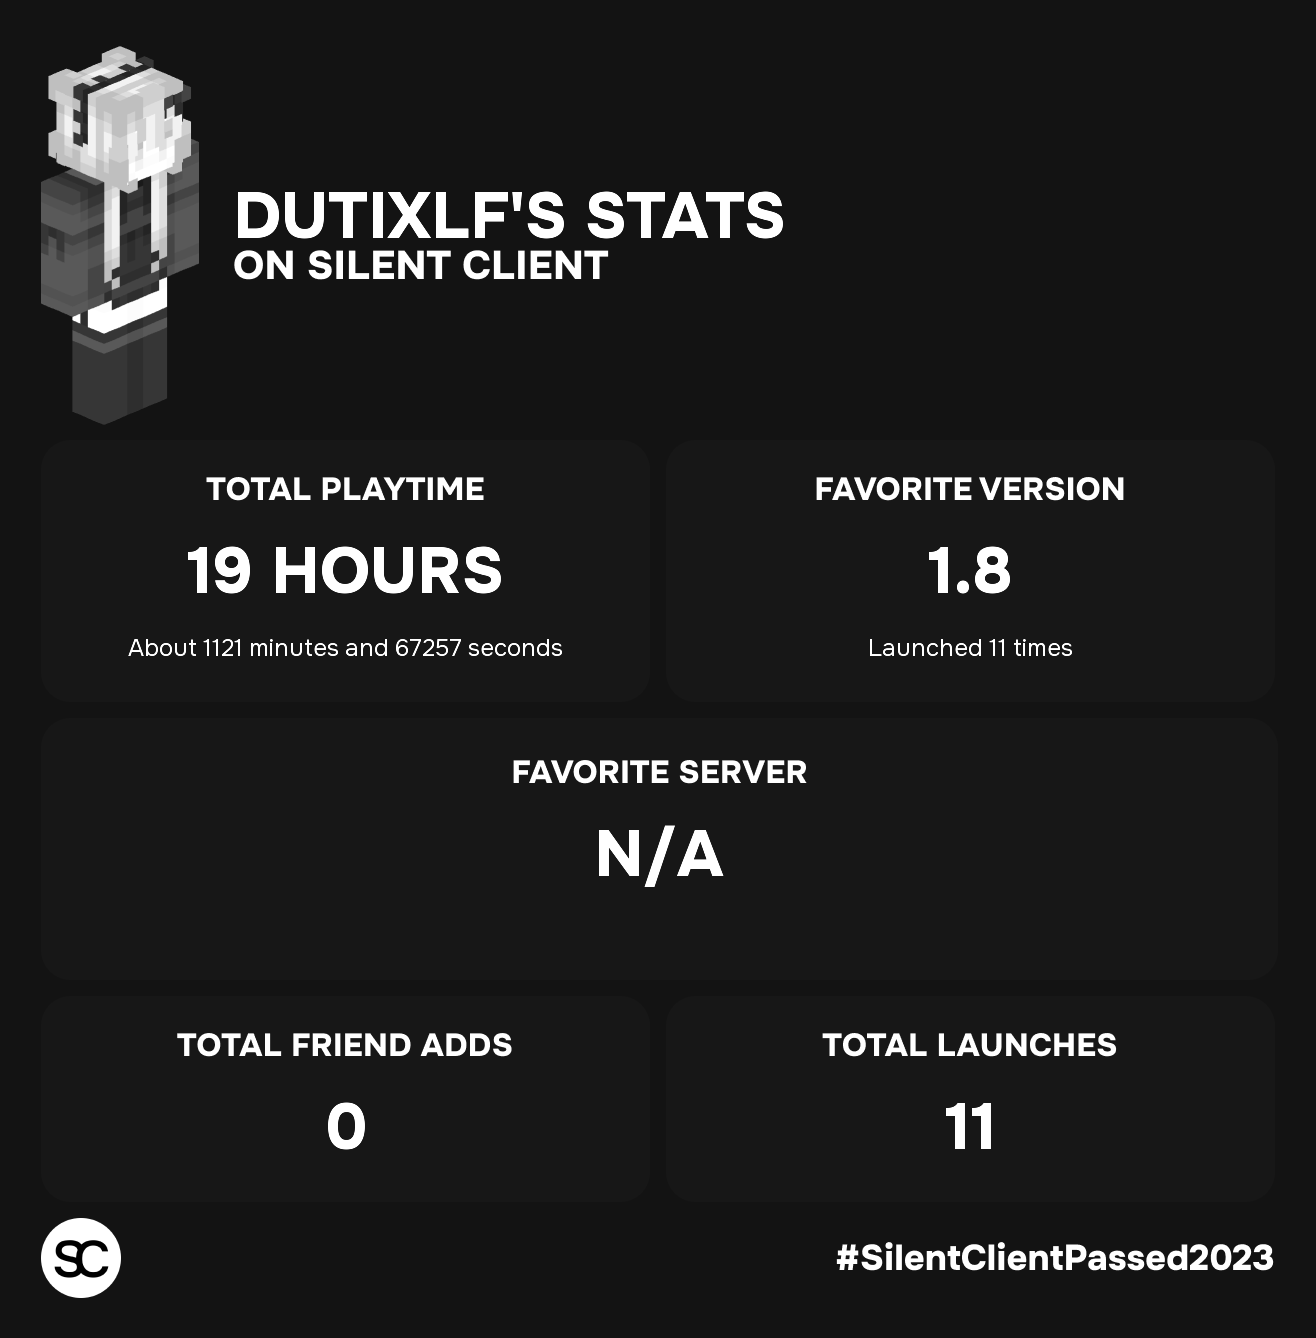 DUTIXLF'S STATS
ON SILENT CLIENT
TOTAL PLAYTIME
19 HOURS
About 1121 minutes and 67257 seconds
FAVORITE VERSION
1.8
Launched 11 times
FAVORITE SERVER
N/A
TOTAL FRIEND ADDS
0
TOTAL LAUNCHES
11
SC
#SilentClientPassed2023